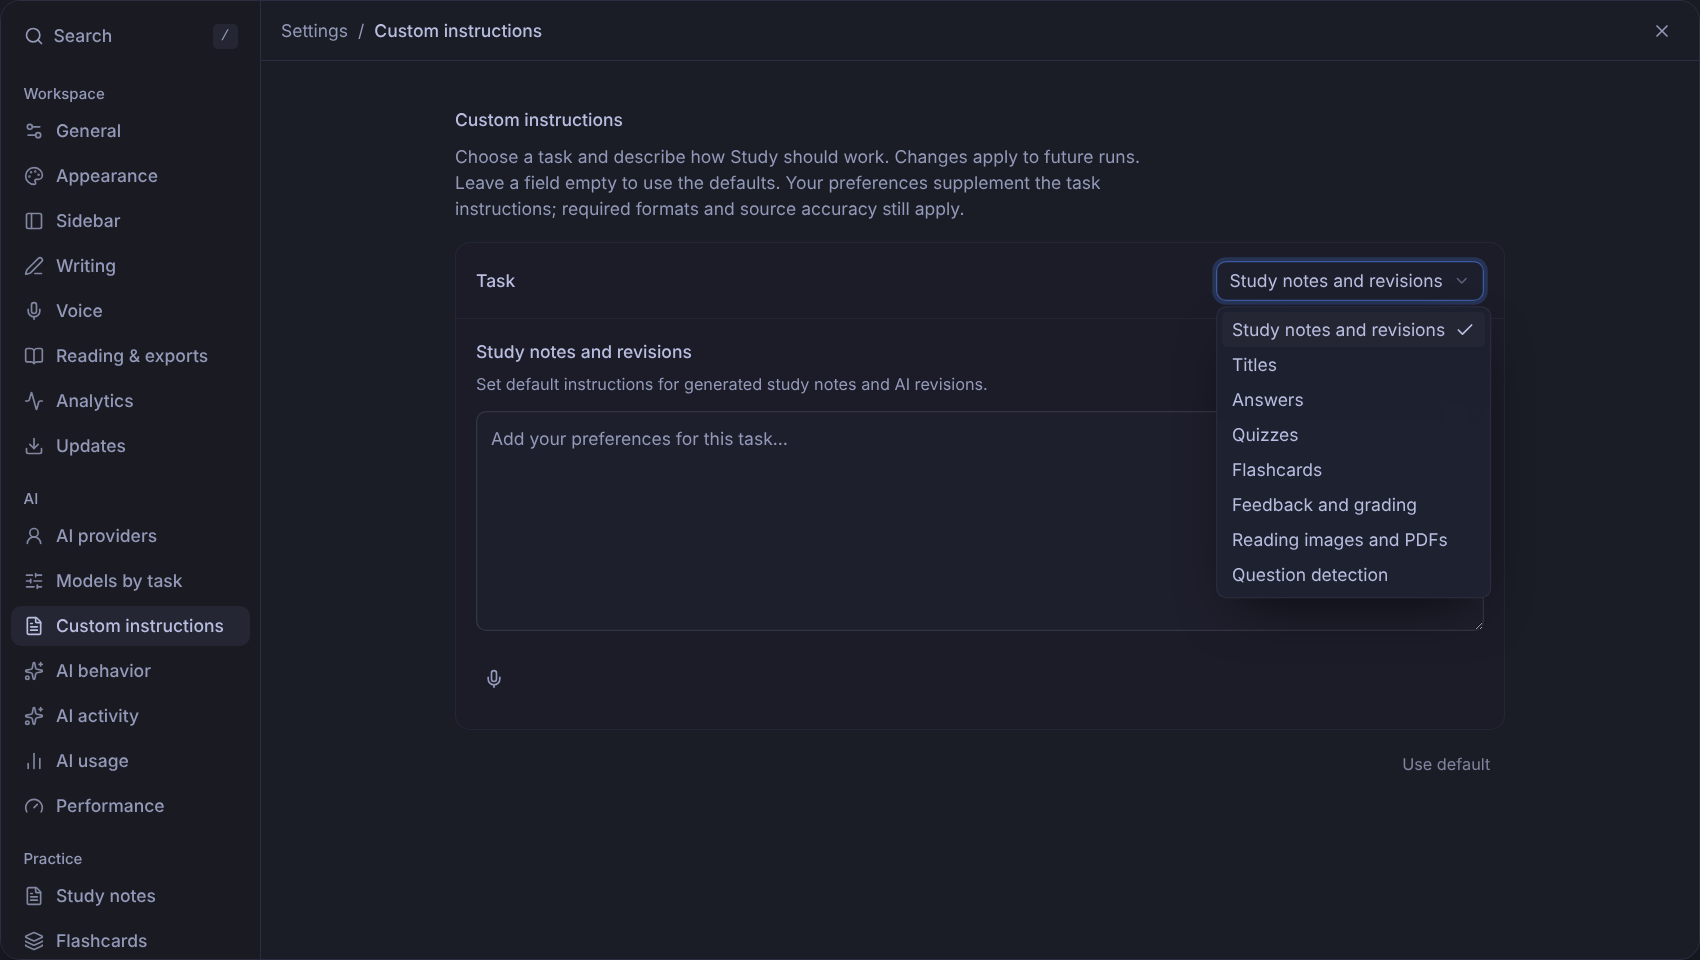 Search /
Workspace
General
Appearance
Sidebar
Writing
Voice
Reading & exports
Analytics
Updates
AI
AI providers
Models by task
Custom instructions
AI behavior
AI activity
AI usage
Performance
Practice
Study notes
Flashcards
Settings / Custom instructions
Custom instructions
Choose a task and describe how Study should work. Changes apply to future runs.
Leave a field empty to use the defaults. Your preferences supplement the task
instructions; required formats and source accuracy still apply.
Task
Study notes and revisions
Study notes and revisions
Titles
Answers
Quizzes
Flashcards
Feedback and grading
Reading images and PDFs
Question detection
Study notes and revisions
Set default instructions for generated study notes and AI revisions.
Add your preferences for this task...
Use default